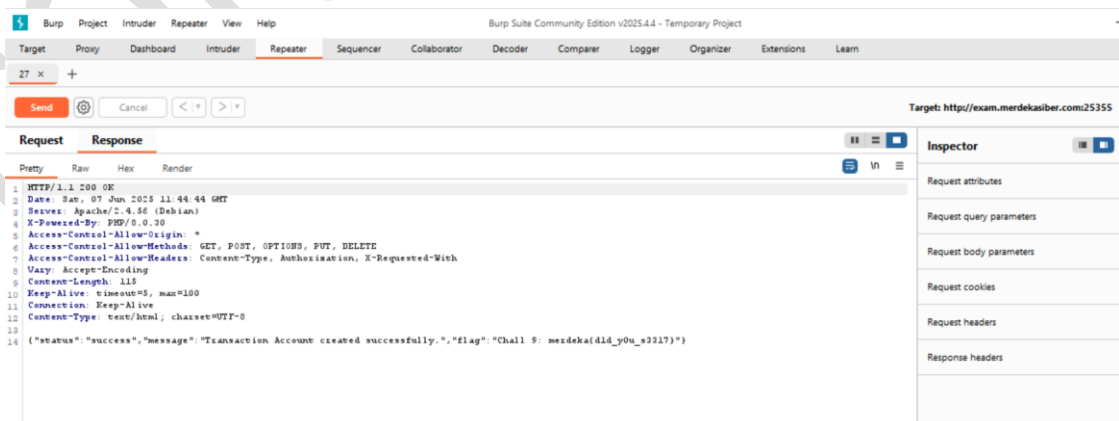 Burp Project Intruder Repeater View Help Burp Suite Community Edition v2025.4.4 - Temporary Project
Target Proxy Dashboard Intruder Repeater Sequencer Collaborator Decoder Comparer Logger Organizer Extensions Learn
27 × +
Send Cancel < > Target: http://exam.merdekasiber.com:25355
Request Response Inspector
Pretty Raw Hex Render \n
Request attributes
Request query parameters
Request body parameters
Request cookies
Request headers
Response headers
1 HTTP/1.1 200 OK
2 Date: Sat, 07 Jun 2025 11:44:44 GMT
3 Server: Apache/2.4.56 (Debian)
4 X-Powered-By: PHP/8.0.30
5 Access-Control-Allow-Origin: *
6 Access-Control-Allow-Methods: GET, POST, OPTIONS, PUT, DELETE
7 Access-Control-Allow-Headers: Content-Type, Authorization, X-Requested-With
8 Vary: Accept-Encoding
9 Content-Length: 115
10 Keep-Alive: timeout=5, max=100
11 Connection: Keep-Alive
12 Content-Type: text/html; charset=UTF-8
13
14 {"status":"success","message":"Transaction Account created successfully.","flag":"Chall